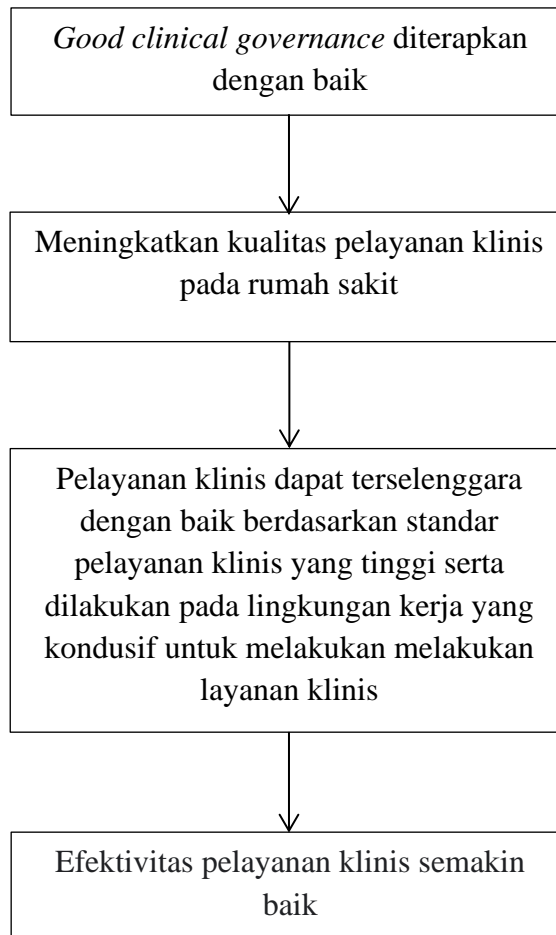 Good clinical governance diterapkan
dengan baik
Meningkatkan kualitas pelayanan klinis
pada rumah sakit
Pelayanan klinis dapat terselenggara
dengan baik berdasarkan standar
pelayanan klinis yang tinggi serta
dilakukan pada lingkungan kerja yang
kondusif untuk melakukan melakukan
layanan klinis
Efektivitas pelayanan klinis semakin
baik